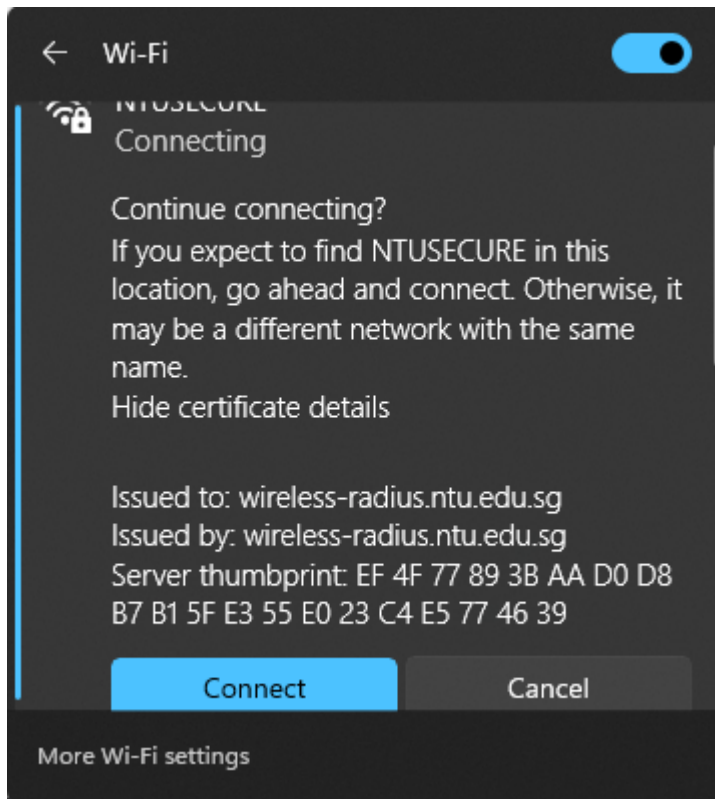 Wi-Fi
NTUSECURE
Connecting
Continue connecting?
If you expect to find NTUSECURE in this
location, go ahead and connect. Otherwise, it
may be a different network with the same
name.
Hide certificate details
Issued to: wireless-radius.ntu.edu.sg
Issued by: wireless-radius.ntu.edu.sg
Server thumbprint: EF 4F 77 89 3B AA D0 D8
B7 B1 5F E3 55 E0 23 C4 E5 77 46 39
Connect Cancel
More Wi-Fi settings